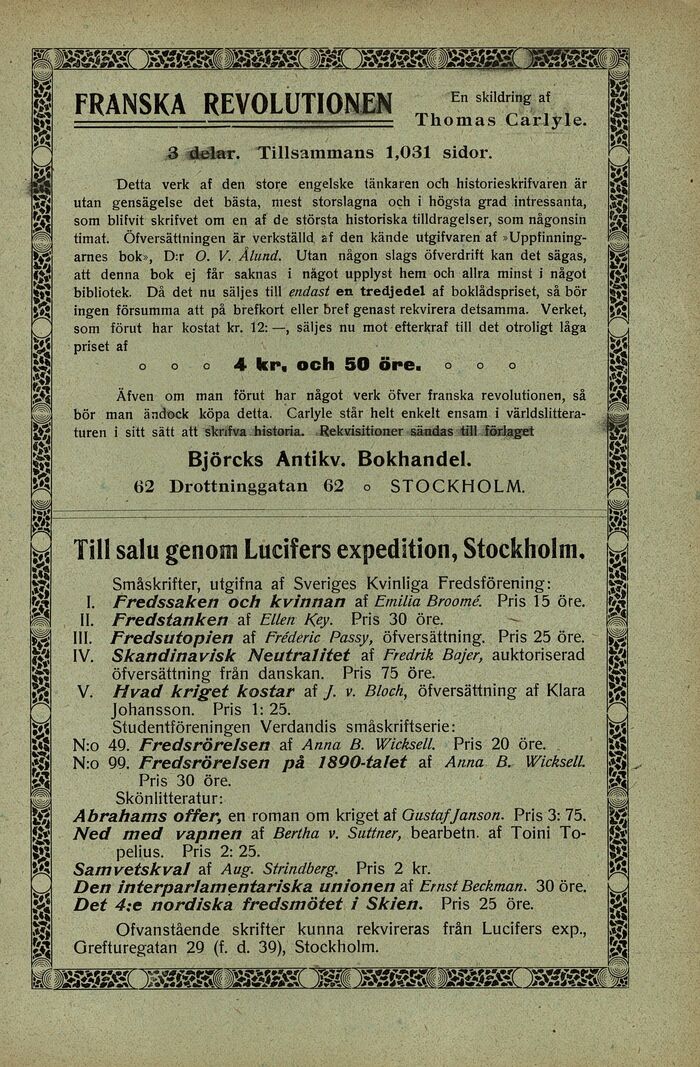 FRANSKA REVOLUTIONEN
En skildring af
Thomas Carlyle.
3 delar. Tillsammans 1,031 sidor.
Detta verk af den store engelske tänkaren och historieskrifvaren är
utan gensägelse det bästa, mest storslagna och i högsta grad intressanta,
som blifvit skrifvet om en af de största historiska tilldragelser, som någonsin
timat. Öfversättningen är verkställd af den kände utgifvaren af »Uppfinning-
arnes bok», D:r O. V. Ålund. Utan någon slags öfverdrift kan det sägas,
att denna bok ej får saknas i något upplyst hem och allra minst i något
bibliotek. Då det nu säljes till endast en tredjedel af boklådspriset, så bör
ingen försumma att på brefkort eller bref genast rekvirera detsamma. Verket,
som förut har kostat kr. 12: —, säljes nu mot efterkraf till det otroligt låga
priset af
o o o 4 kr. och 50 öre. o o o
Äfven om man förut har något verk öfver franska revolutionen, så
bör man ändock köpa detta. Carlyle står helt enkelt ensam i världslittera-
turen i sitt sätt att skrifva historia. Rekvisitioner sändas till förlaget
Björcks Antikv. Bokhandel.
62 Drottninggatan 62 o STOCKHOLM.
Till salu genom Lucifers expedition, Stockholm.
Småskrifter, utgifna af Sveriges Kvinliga Fredsförening:
I. Fredssaken och kvinnan af Emilia Broomé. Pris 15 öre.
II. Fredstanken af Ellen Key. Pris 30 öre.
III. Fredsutopien af Fréderic Passy, öfversättning. Pris 25 öre.
IV. Skandinavisk Neutralitet af Fredrik Bajer, auktoriserad
öfversättning från danskan. Pris 75 öre.
V. Hvad kriget kostar af J. v. Bloch, öfversättning af Klara
Johansson. Pris 1: 25.
Studentföreningen Verdandis småskriftserie:
N:o 49. Fredsrörelsen af Anna B. Wicksell. Pris 20 öre.
N:o 99. Fredsrörelsen på 1890-talet af Anna B. Wicksell.
Pris 30 öre.
Skönlitteratur:
Abrahams offer, en roman om kriget af Gustaf Janson. Pris 3: 75.
Ned med vapnen af Bertha v. Suttner, bearbetn. af Toini To-
pelius. Pris 2: 25.
Samvetskval af Aug. Strindberg. Pris 2 kr.
Den interparlamentariska unionen af Ernst Beckman. 30 öre.
Det 4:e nordiska fredsmötet i Skien. Pris 25 öre.
Ofvanstående skrifter kunna rekvireras från Lucifers exp.,
Grefturegatan 29 (f. d. 39), Stockholm.